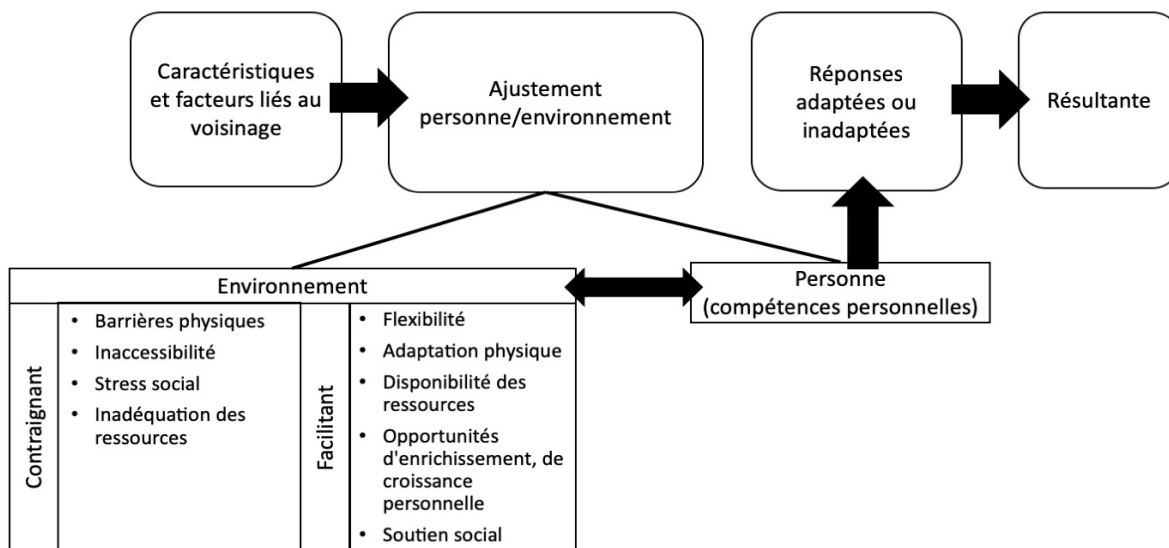 Caractéristiques
et facteurs liés au
voisinage
Ajustement
personne/environnement
Réponses
adaptées ou
inadaptées
Résultante
Environnement
Personne
(compétences personnelles)
Contraignant
• Barrières physiques
• Inaccessibilité
• Stress social
• Inadéquation des
ressources
Facilitant
• Flexibilité
• Adaptation physique
• Disponibilité des
ressources
• Opportunités
d'enrichissement, de
croissance
personnelle
• Soutien social